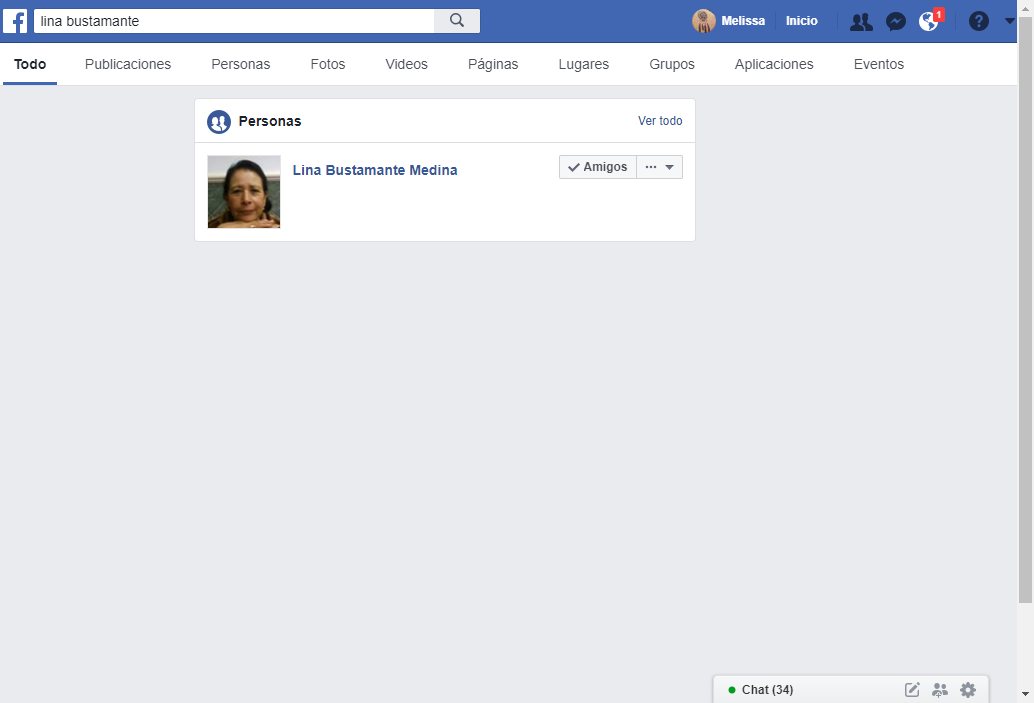 lina bustamante
Melissa
Inicio
1
Todo
Publicaciones
Personas
Fotos
Videos
Páginas
Lugares
Grupos
Aplicaciones
Eventos
Personas
Ver todo
Lina Bustamante Medina
Amigos
Chat (34)